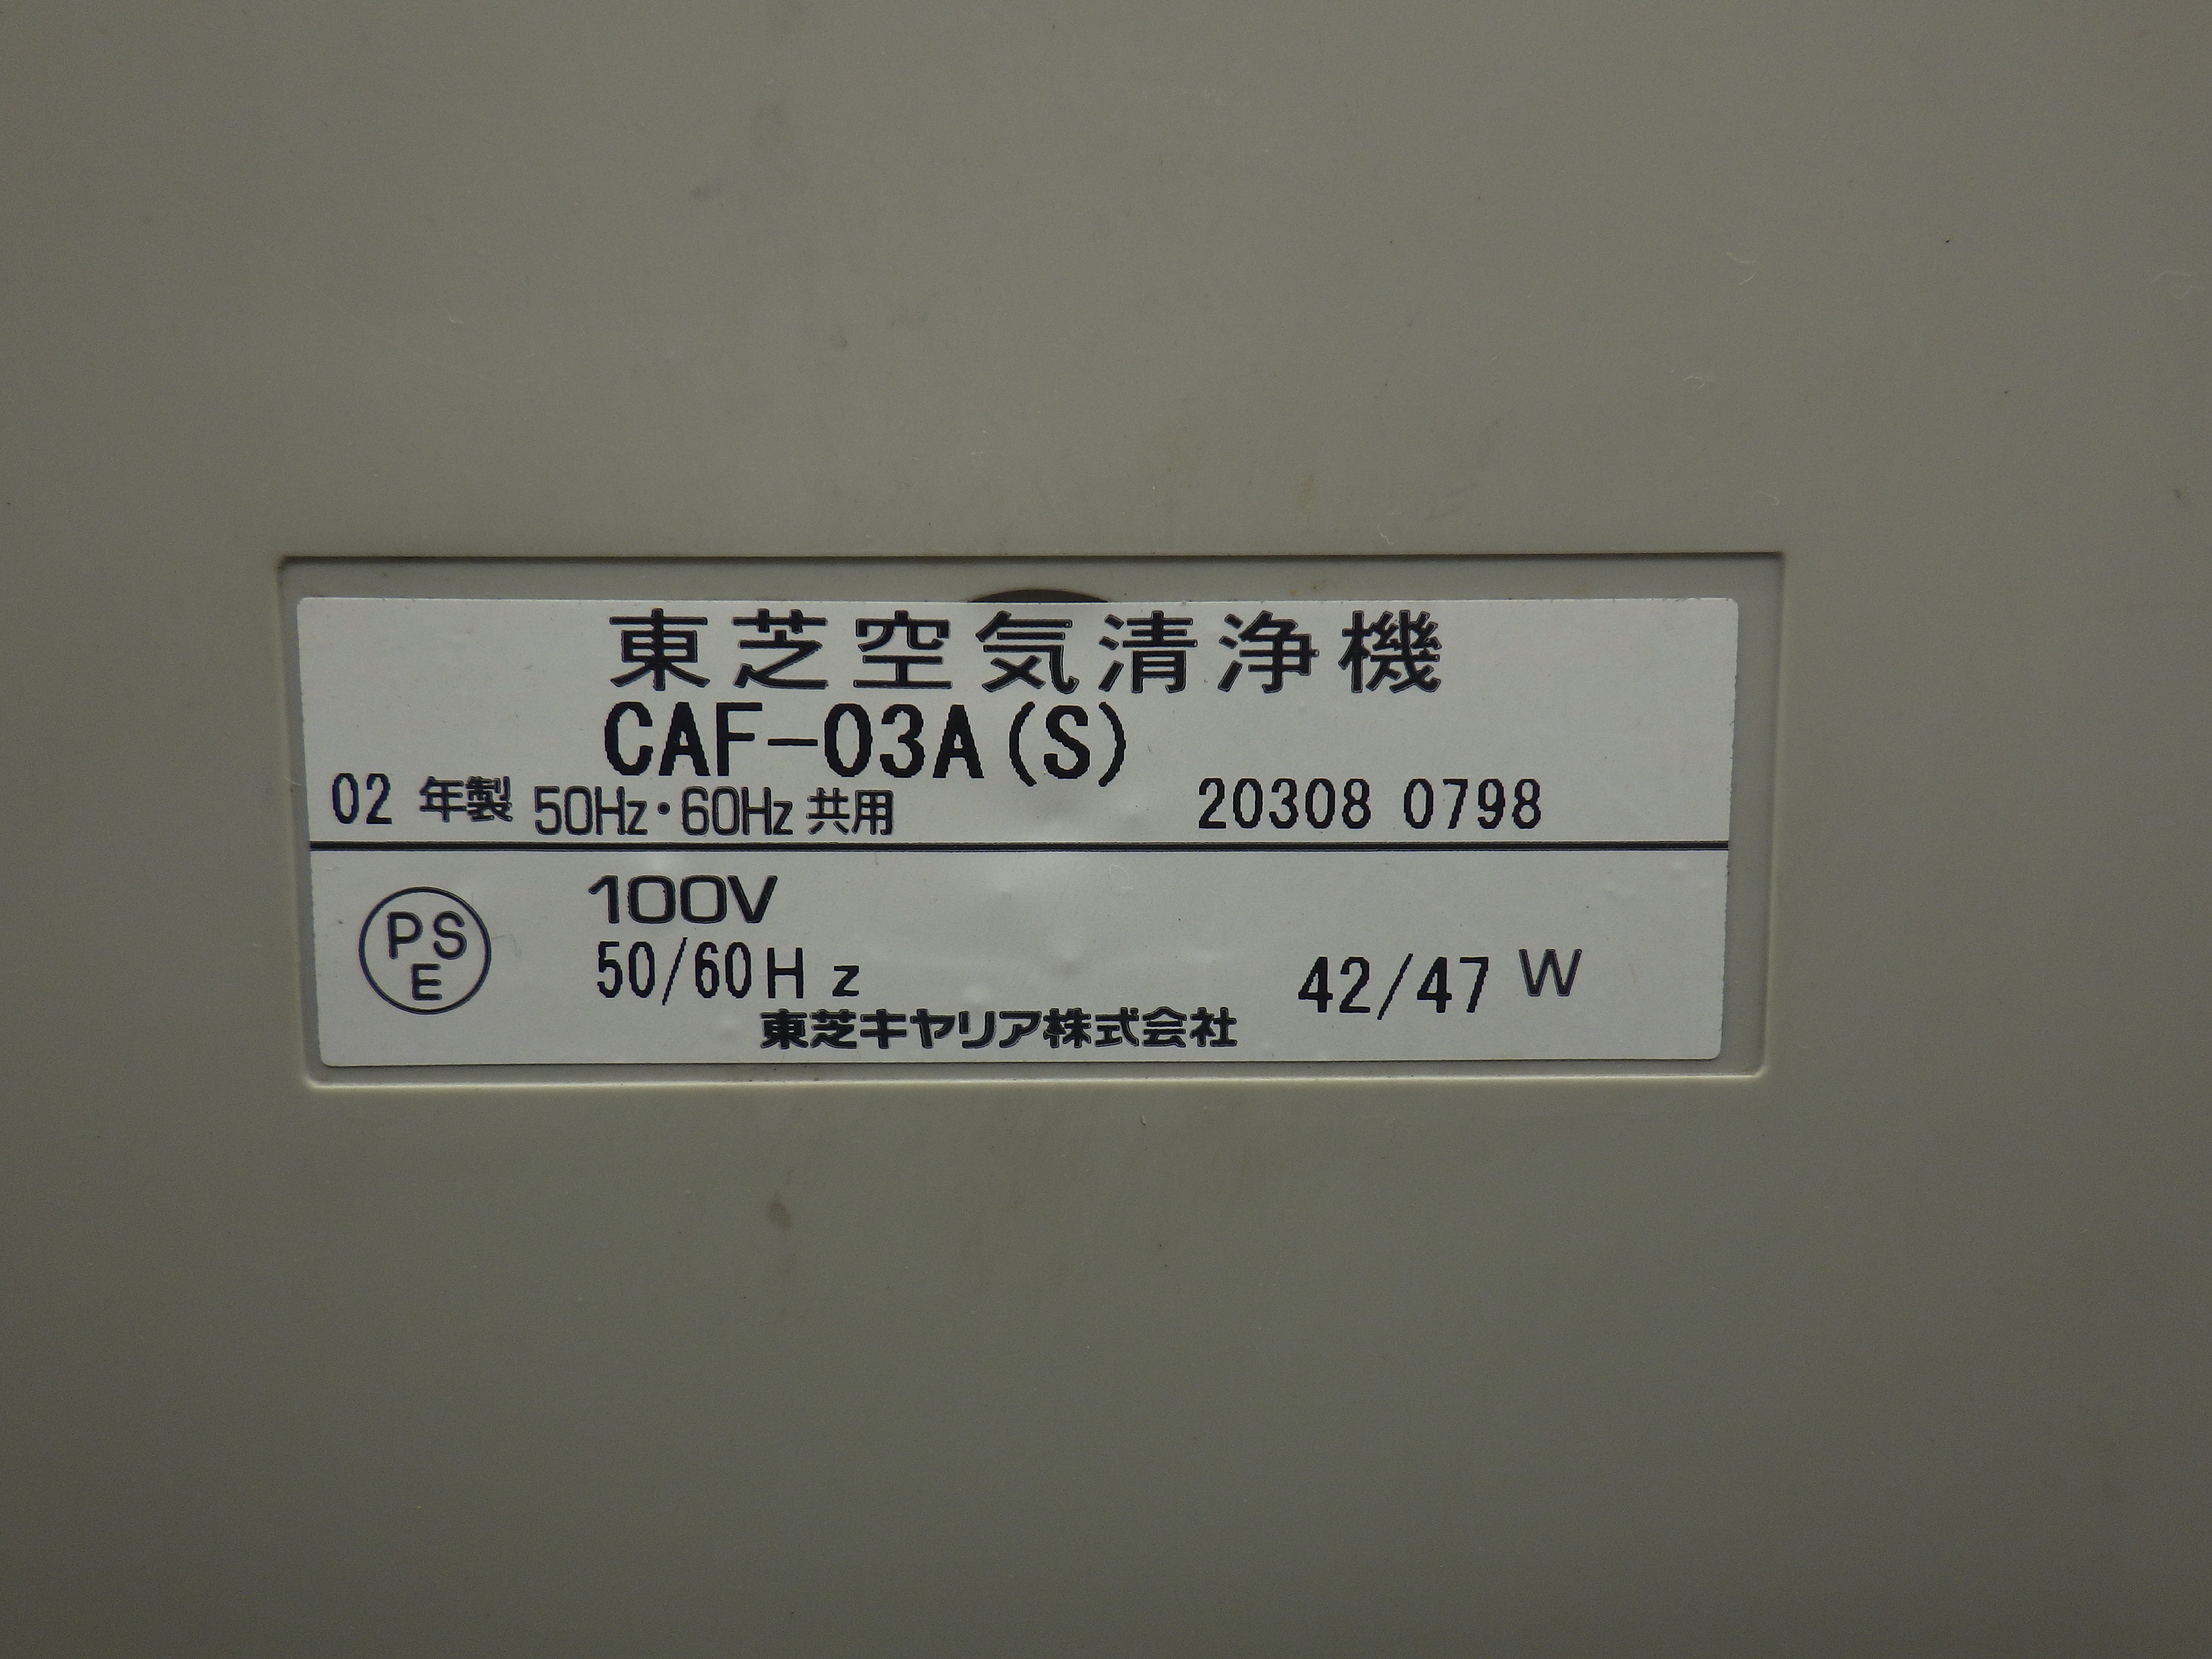 東芝空気清浄機
CAF-03A(S)
02 年製 50Hz・60Hz 共用 20308 0798
PS
E
100V
50/60Hz 42/47 W
東芝キヤリア株式会社